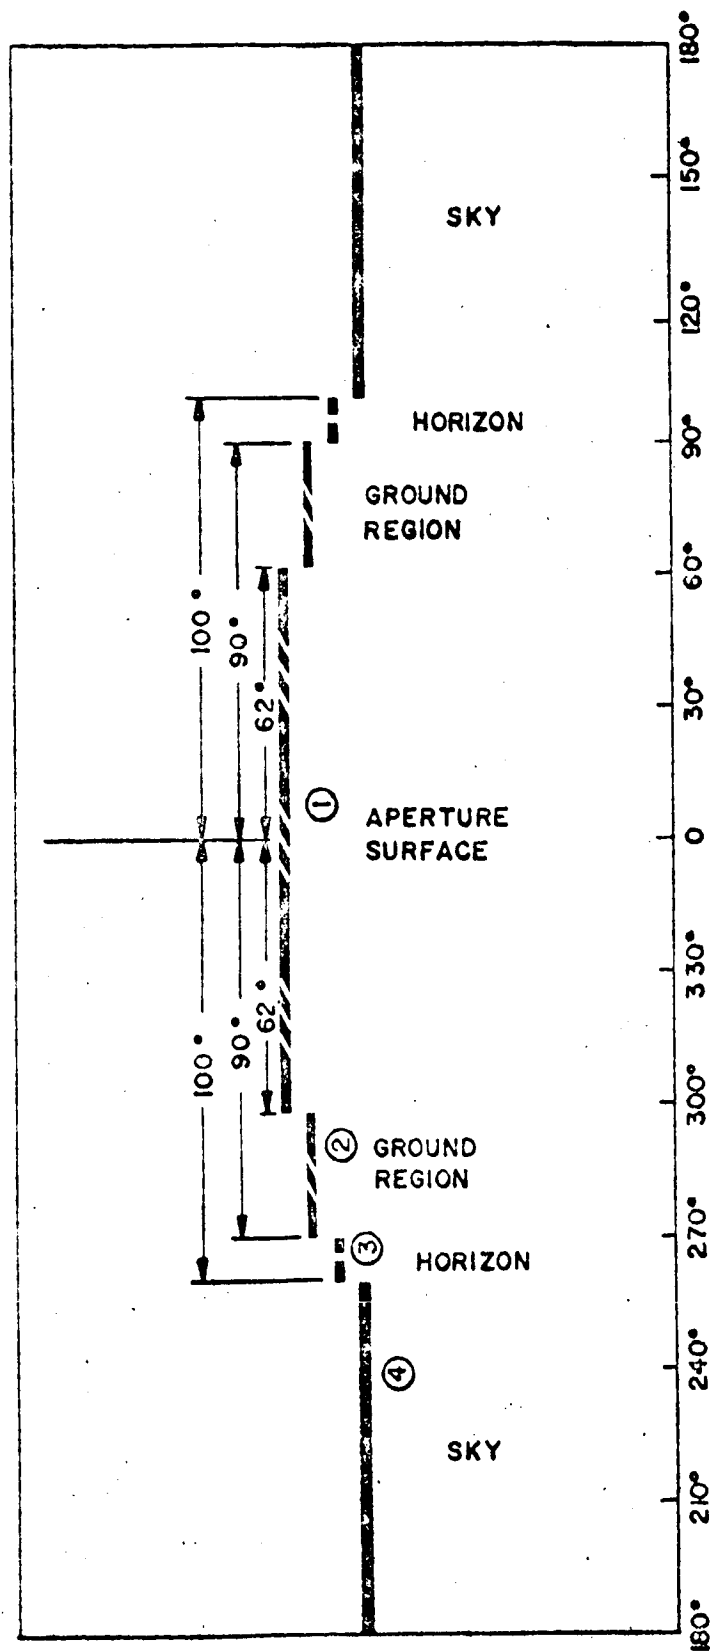 180°
150°
SKY
120°
HORIZON
90°
GROUND
REGION
60°
100°
90°
62°
30°
①
APERTURE
SURFACE
0
330°
62°
90°
100°
300°
②
GROUND
REGION
270°
③
HORIZON
240°
④
SKY
210°
180°